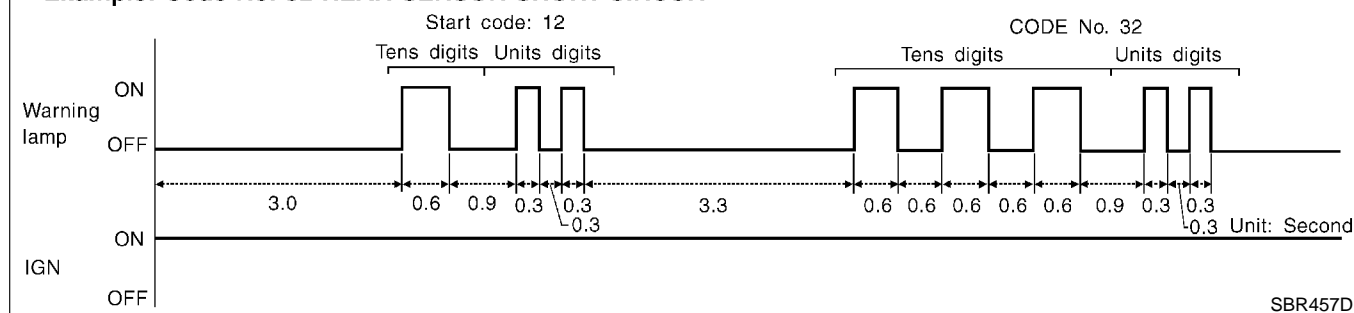 Start code: 12
CODE No. 32
Tens digits Units digits
Tens digits Units digits
ON
Warning
lamp
OFF
3.0 0.6 0.9 0.3 0.3 3.3 0.6 0.6 0.6 0.6 0.6 0.9 0.3 0.3
0.3
0.3 Unit: Second
ON
IGN
OFF
SBR457D